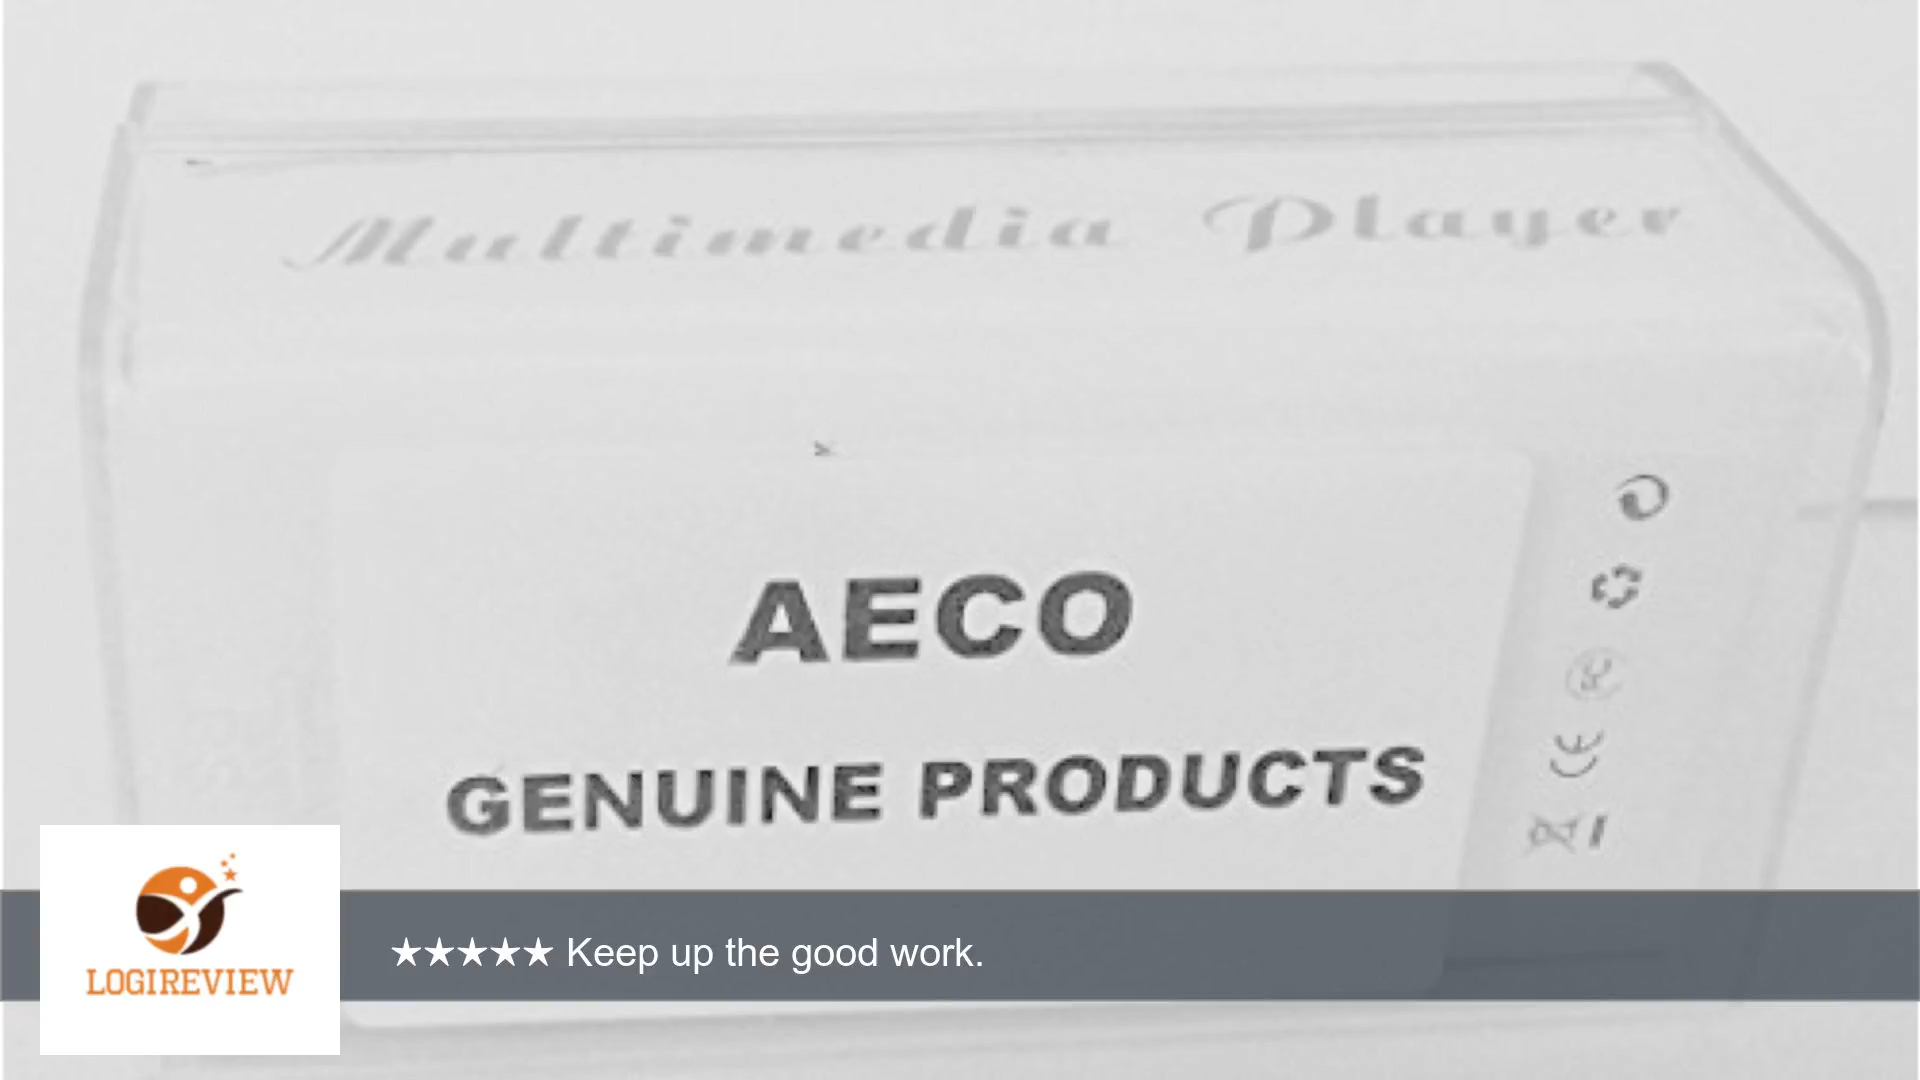 Multimedia Player
AECO
GENUINE PRODUCTS
LOGIREVIEW
★★★★★ Keep up the good work.